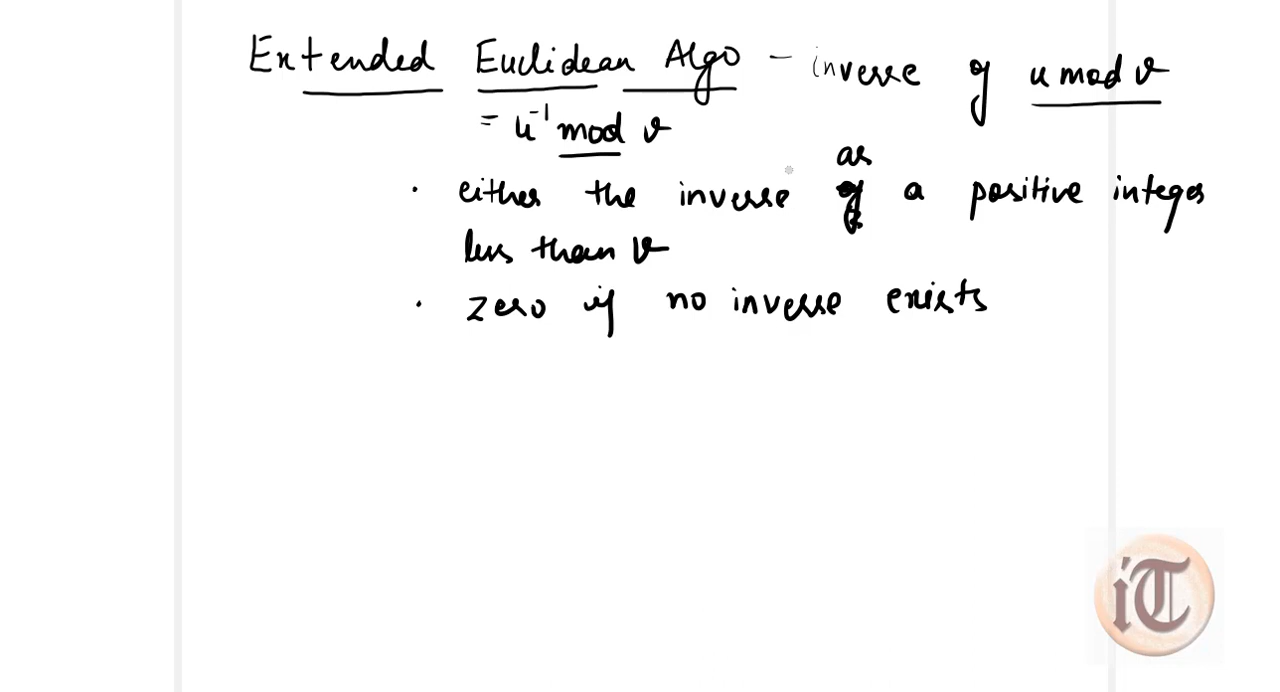 Extended Euclidean Algo - inverse of u mod v
= u⁻¹ mod v
as
· either the inverse a positive integer
less than v
· zero if no inverse exists
iT